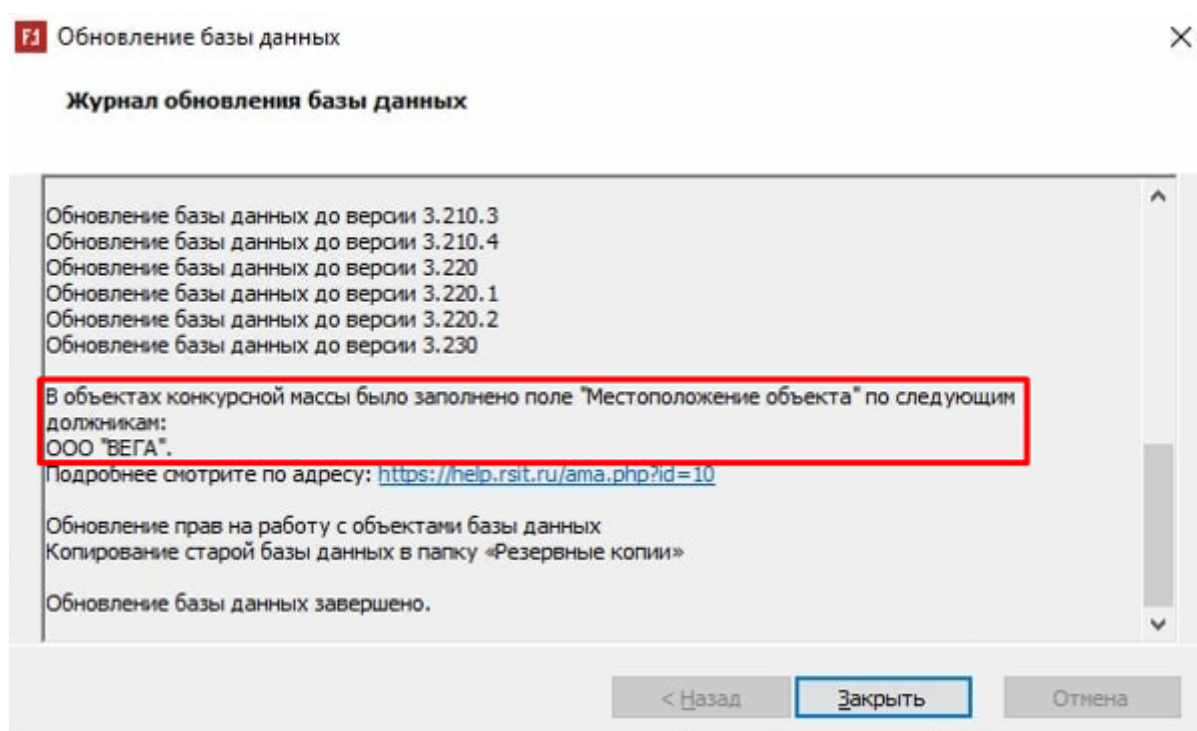 Обновление базы данных
Журнал обновления базы данных
Обновление базы данных до версии 3.210.3
Обновление базы данных до версии 3.210.4
Обновление базы данных до версии 3.220
Обновление базы данных до версии 3.220.1
Обновление базы данных до версии 3.220.2
Обновление базы данных до версии 3.230
В объектах конкурсной массы было заполнено поле "Местоположение объекта" по следующим
должникам:
ООО "ВЕГА".
Подробнее смотрите по адресу: https://help.rsit.ru/ama.php?id=10
Обновление прав на работу с объектами базы данных
Копирование старой базы данных в папку «Резервные копии»
Обновление базы данных завершено.
< Назад Закрыть Отмена